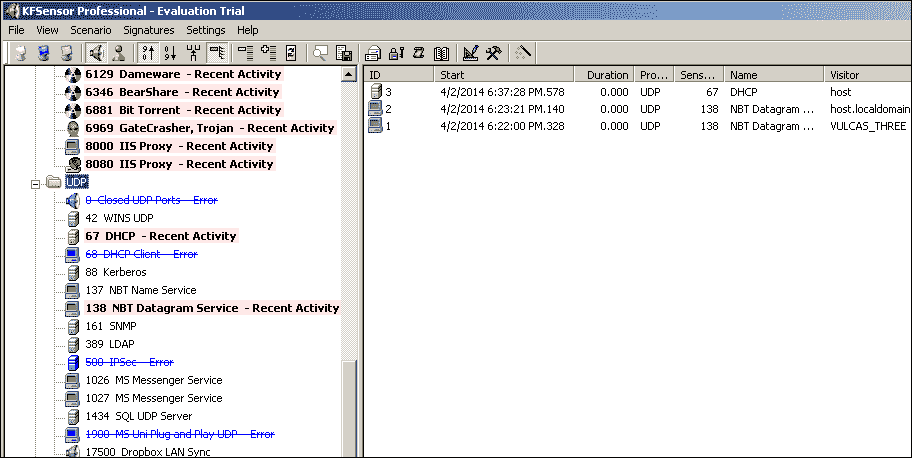 KFSensor Professional - Evaluation Trial
File View Scenario Signatures Settings Help
6129 Dameware - Recent Activity
6346 BearShare - Recent Activity
6881 Bit Torrent - Recent Activity
6969 GateCrasher, Trojan - Recent Activity
8000 IIS Proxy - Recent Activity
8080 IIS Proxy - Recent Activity
UDP
0 Closed UDP Ports - Error
42 WINS UDP
67 DHCP - Recent Activity
68 DHCP Client - Error
88 Kerberos
137 NBT Name Service
138 NBT Datagram Service - Recent Activity
161 SNMP
389 LDAP
500 IPSec - Error
1026 MS Messenger Service
1027 MS Messenger Service
1434 SQL UDP Server
1900 MS Uni Plug and Play UDP - Error
17500 Dropbox LAN Sync
ID Start Duration Pro... Sens... Name Visitor
3 4/2/2014 6:37:28 PM.578 0.000 UDP 67 DHCP host
2 4/2/2014 6:23:21 PM.140 0.000 UDP 138 NBT Datagram ... host.localdomain
1 4/2/2014 6:22:00 PM.328 0.000 UDP 138 NBT Datagram ... VULCAS_THREE